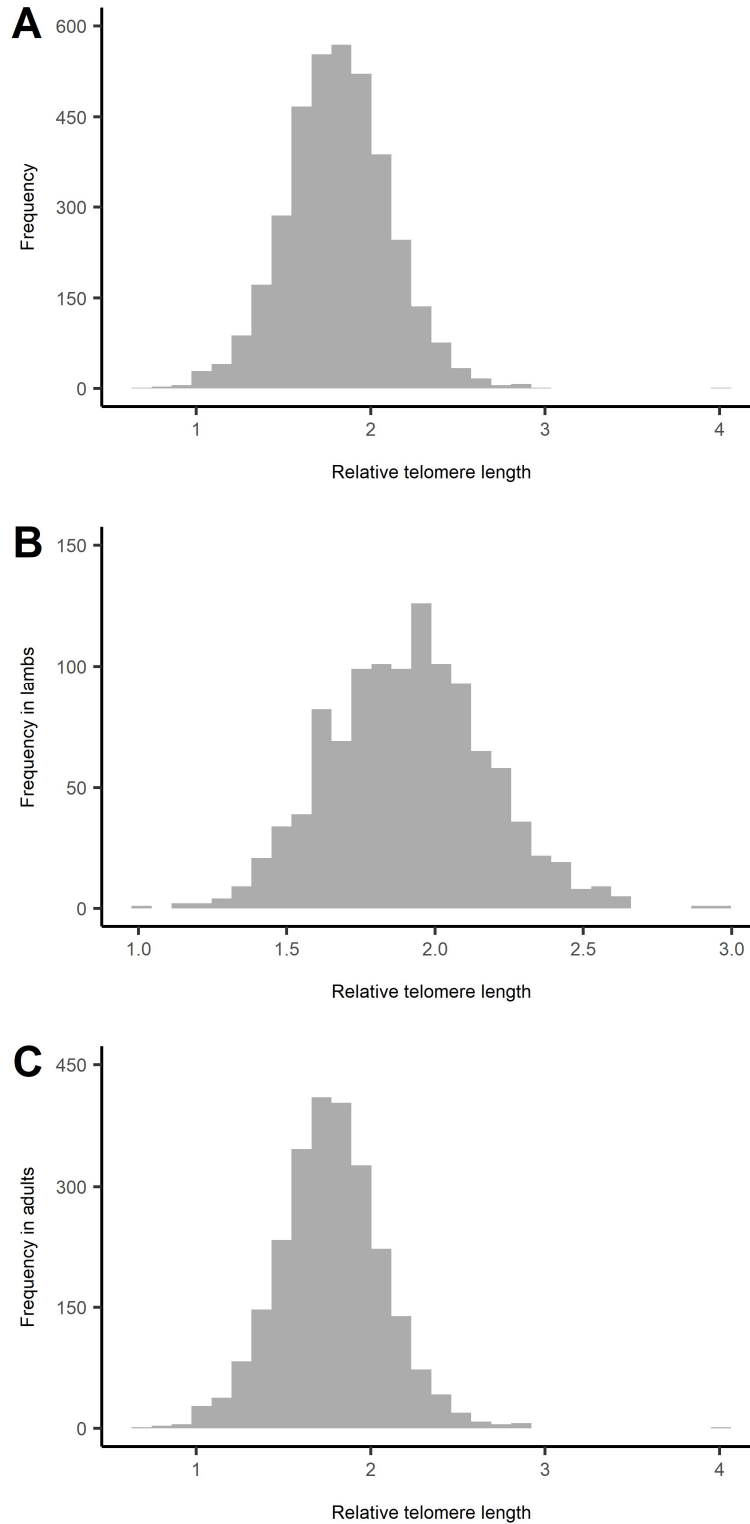 A
600
450
300
150
0
Frequency
1 2 3 4
Relative telomere length
B
150
100
50
0
Frequency in lambs
1.0 1.5 2.0 2.5 3.0
Relative telomere length
C
450
300
150
0
Frequency in adults
1 2 3 4
Relative telomere length